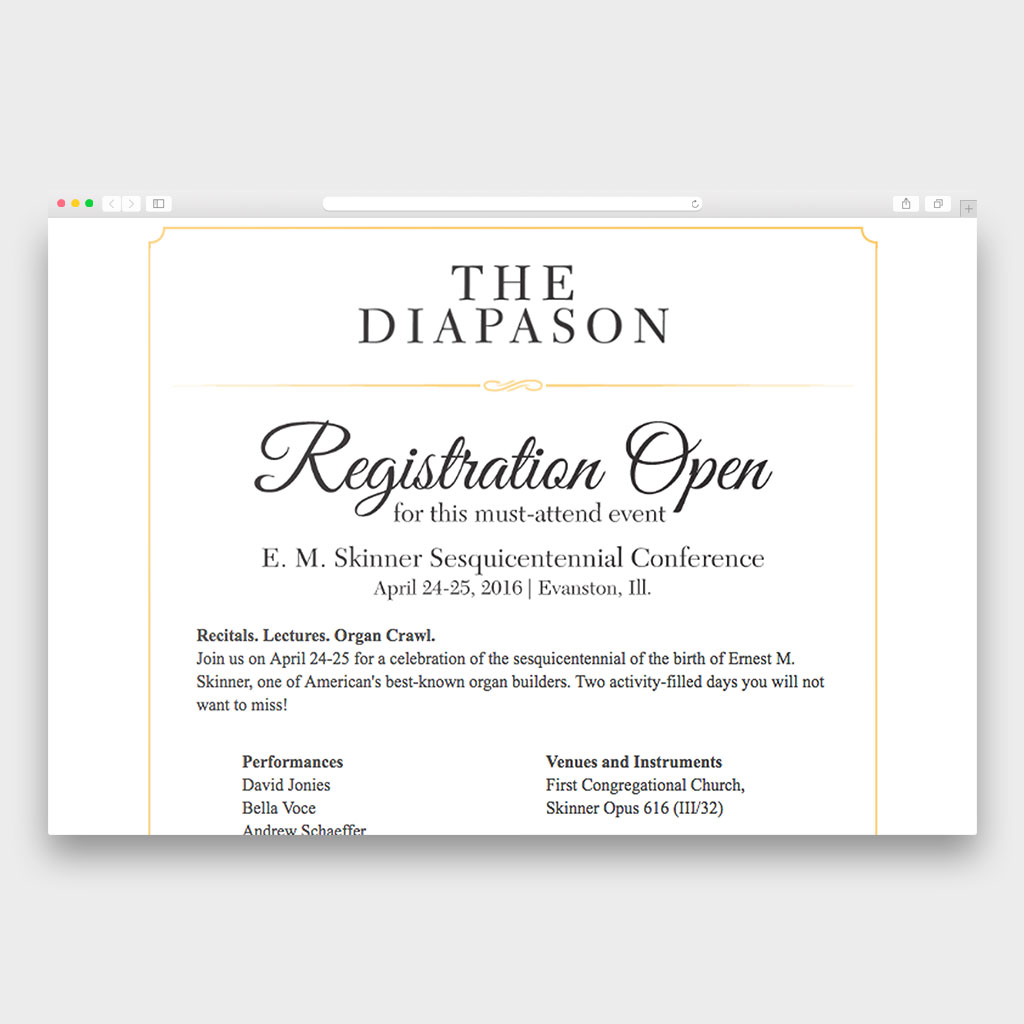 THE
DIAPASON
Registration Open
for this must-attend event
E. M. Skinner Sesquicentennial Conference
April 24-25, 2016 | Evanston, Ill.
Recitals. Lectures. Organ Crawl.
Join us on April 24-25 for a celebration of the sesquicentennial of the birth of Ernest M.
Skinner, one of American's best-known organ builders. Two activity-filled days you will not
want to miss!
Performances
David Jonies
Bella Voce
Andrew Schaeffer
Venues and Instruments
First Congregational Church,
Skinner Opus 616 (III/32)